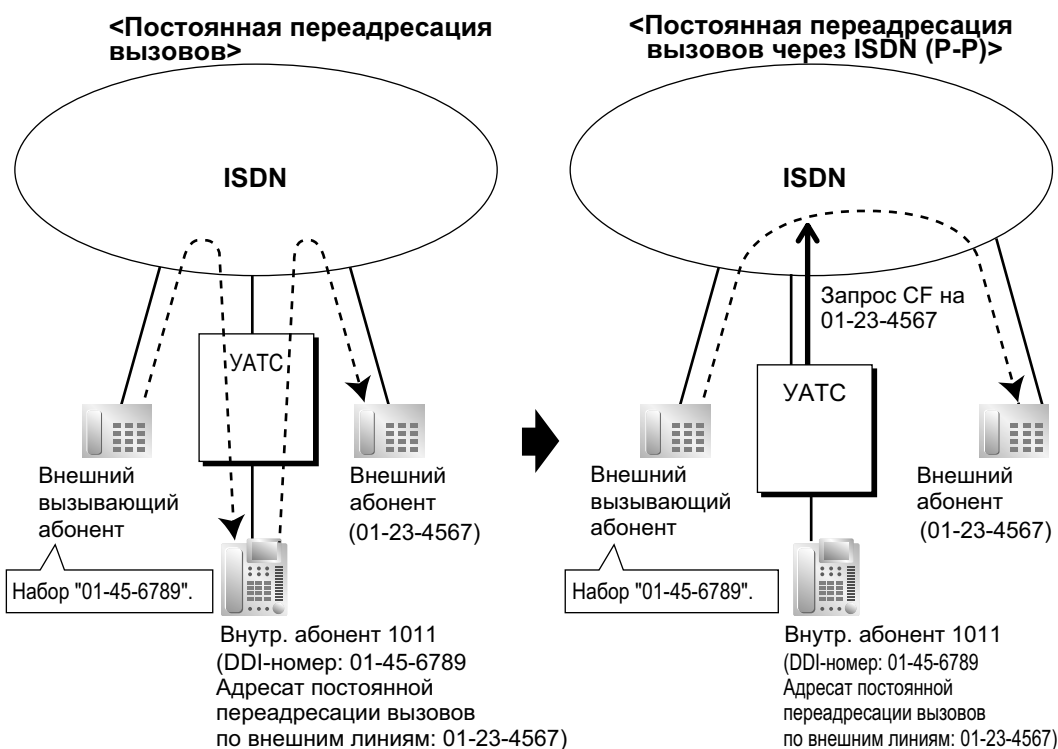 <Постоянная переадресация
вызовов>
ISDN
УАТС
Внешний
вызывающий
абонент
Набор "01-45-6789".
Внешний
абонент
(01-23-4567)
Внутр. абонент 1011
(DDI-номер: 01-45-6789
Адресат постоянной
переадресации вызовов
по внешним линиям: 01-23-4567)
<Постоянная переадресация
вызовов через ISDN (P-P)>
ISDN
Запрос CF на
01-23-4567
УАТС
Внешний
вызывающий
абонент
Набор "01-45-6789".
Внешний
абонент
(01-23-4567)
Внутр. абонент 1011
(DDI-номер: 01-45-6789
Адресат постоянной
переадресации вызовов
по внешним линиям: 01-23-4567)